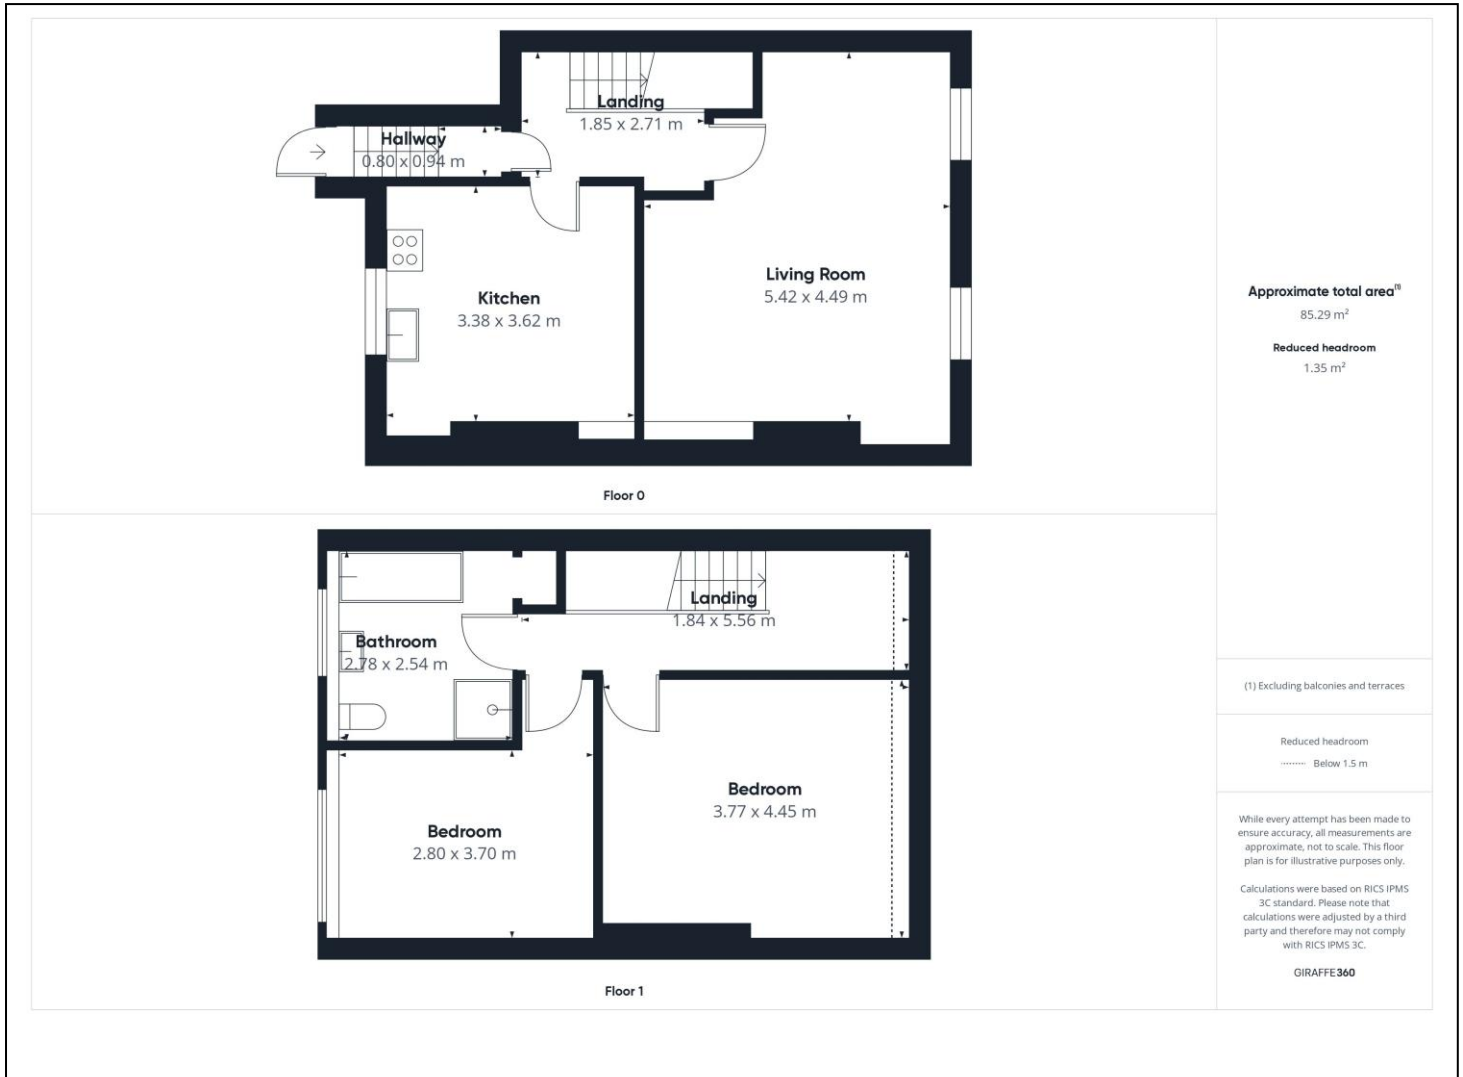 Landing
1.85 x 2.71 m
Hallway
0.80 x 0.94 m
Kitchen
3.38 x 3.62 m
Living Room
5.42 x 4.49 m
Floor 0
Landing
1.84 x 5.56 m
Bathroom
2.78 x 2.54 m
Bedroom
3.77 x 4.45 m
Bedroom
2.80 x 3.70 m
Floor 1
Approximate total area(1)
85.29 m²
Reduced headroom
1.35 m²
(1) Excluding balconies and terraces
Reduced headroom
Below 1.5 m
While every attempt has been made to
ensure accuracy, all measurements are
approximate, not to scale. This floor
plan is for illustrative purposes only.
Calculations were based on RICS IPMS
3C standard. Please note that
calculations were adjusted by a third
party and therefore may not comply
with RICS IPMS 3C.
GIRAFFE360